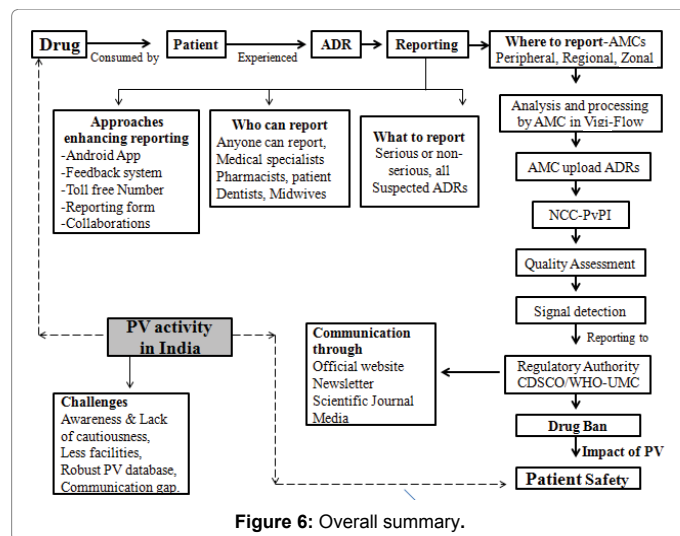 Drug
Consumed by
Patient
Experienced
ADR
Reporting
Where to report-AMCs
Peripheral, Regional, Zonal
Approaches
enhancing reporting
-Android App
-Feedback system
-Toll free Number
-Reporting form
-Collaborations
Who can report
Anyone can report,
Medical specialists
Pharmacists, patient
Dentists, Midwives
What to report
Serious or non-
serious, all
Suspected ADRs
Analysis and processing
by AMC in Vigi-Flow
AMC upload ADRs
NCC-PvPI
Quality Assessment
Signal detection
Reporting to
Regulatory Authority
CDSCO/WHO-UMC
Communication
through
Official website
Newsletter
Scientific Journal
Media
Drug Ban
Impact of PV
Patient Safety
PV activity
in India
Challenges
Awareness & Lack
of cautiousness,
Less facilities,
Robust PV database,
Communication gap.
Figure 6: Overall summary.